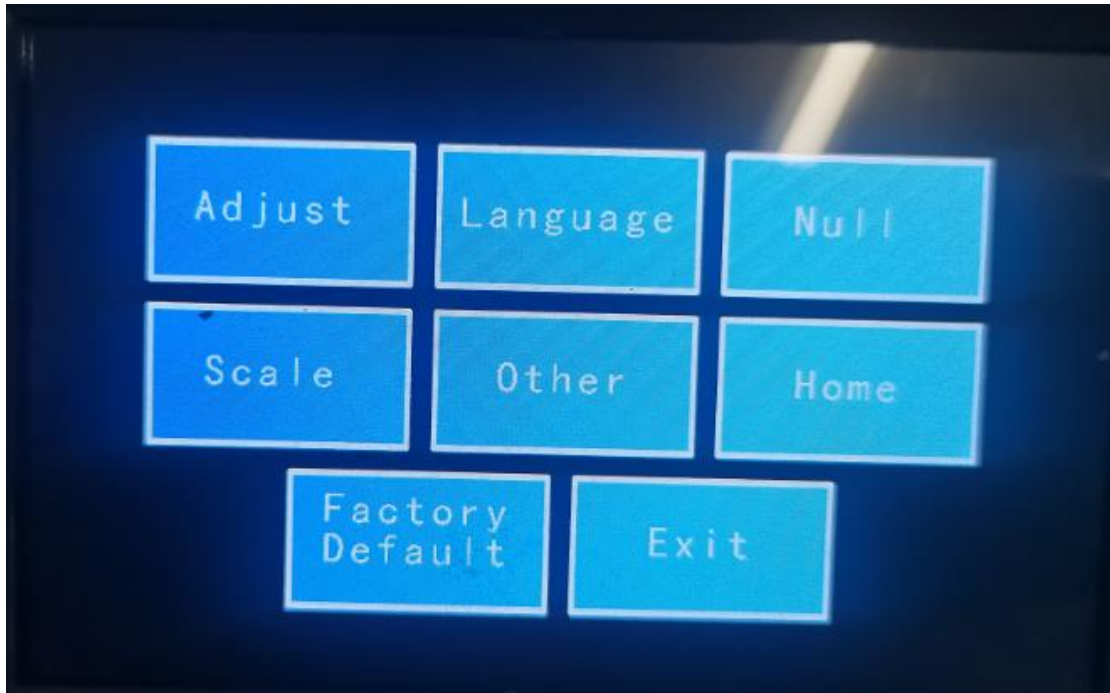 Adjust
Language
Null
Scale
Other
Home
Factory
Default
Exit